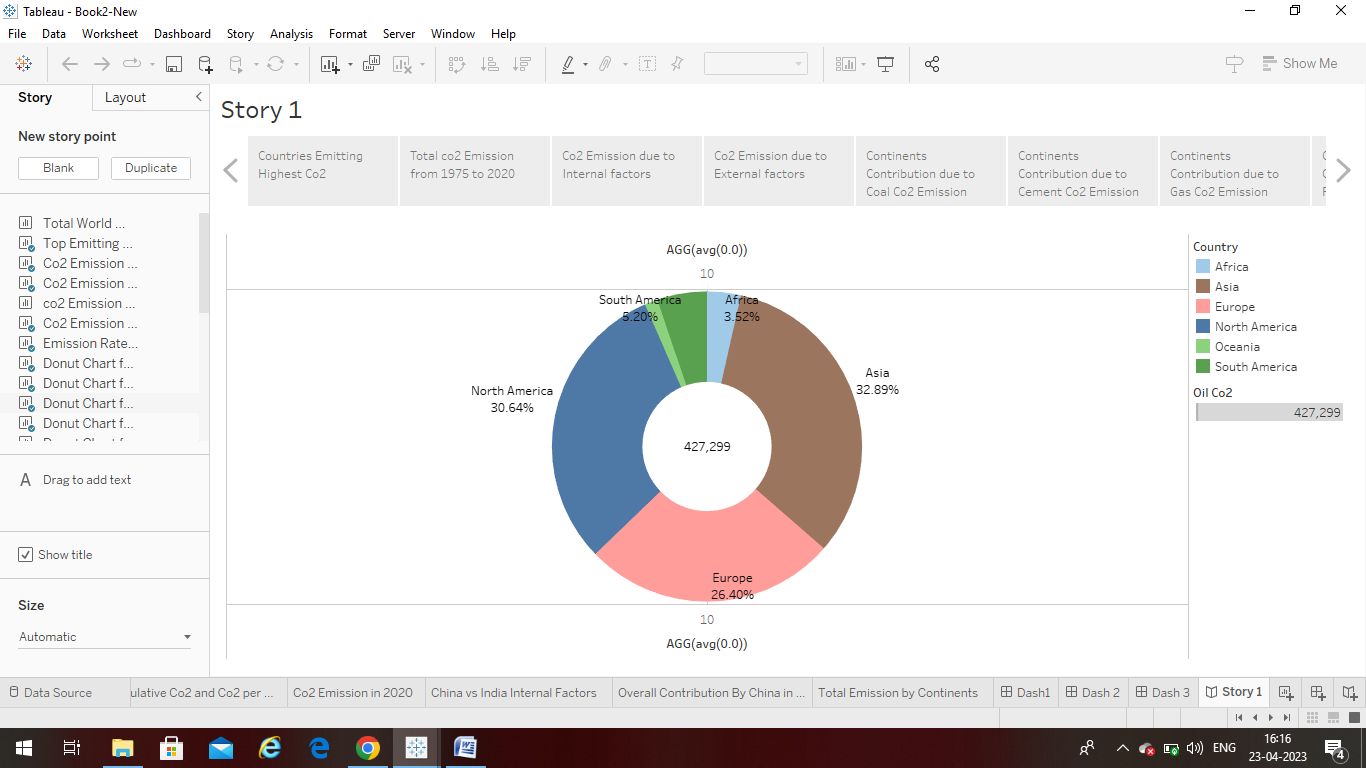 Tableau - Book2-New
File Data Worksheet Dashboard Story Analysis Format Server Window Help
Show Me
Story Layout
New story point
Blank Duplicate
Total World ...
Top Emitting ...
Co2 Emission ...
Co2 Emission ...
co2 Emission ...
Co2 Emission ...
Emission Rate...
Donut Chart f...
Donut Chart f...
Donut Chart f...
Donut Chart f...
A Drag to add text
Show title
Size
Automatic
Story 1
Countries Emitting
Highest Co2
Total co2 Emission
from 1975 to 2020
Co2 Emission due to
Internal factors
Co2 Emission due to
External factors
Continents
Contribution due to
Coal Co2 Emission
Continents
Contribution due to
Cement Co2 Emission
Continents
Contribution due to
Gas Co2 Emission
AGG(avg(0.0))
10
South America
5.20%
Africa
3.52%
Asia
32.89%
North America
30.64%
427,299
Europe
26.40%
10
AGG(avg(0.0))
Country
Africa
Asia
Europe
North America
Oceania
South America
Oil Co2
427,299
Data Source ulative Co2 and Co2 per ... Co2 Emission in 2020 China vs India Internal Factors Overall Contribution By China in ... Total Emission by Continents Dash1 Dash 2 Dash 3 Story 1
ENG
16:16
23-04-2023
4